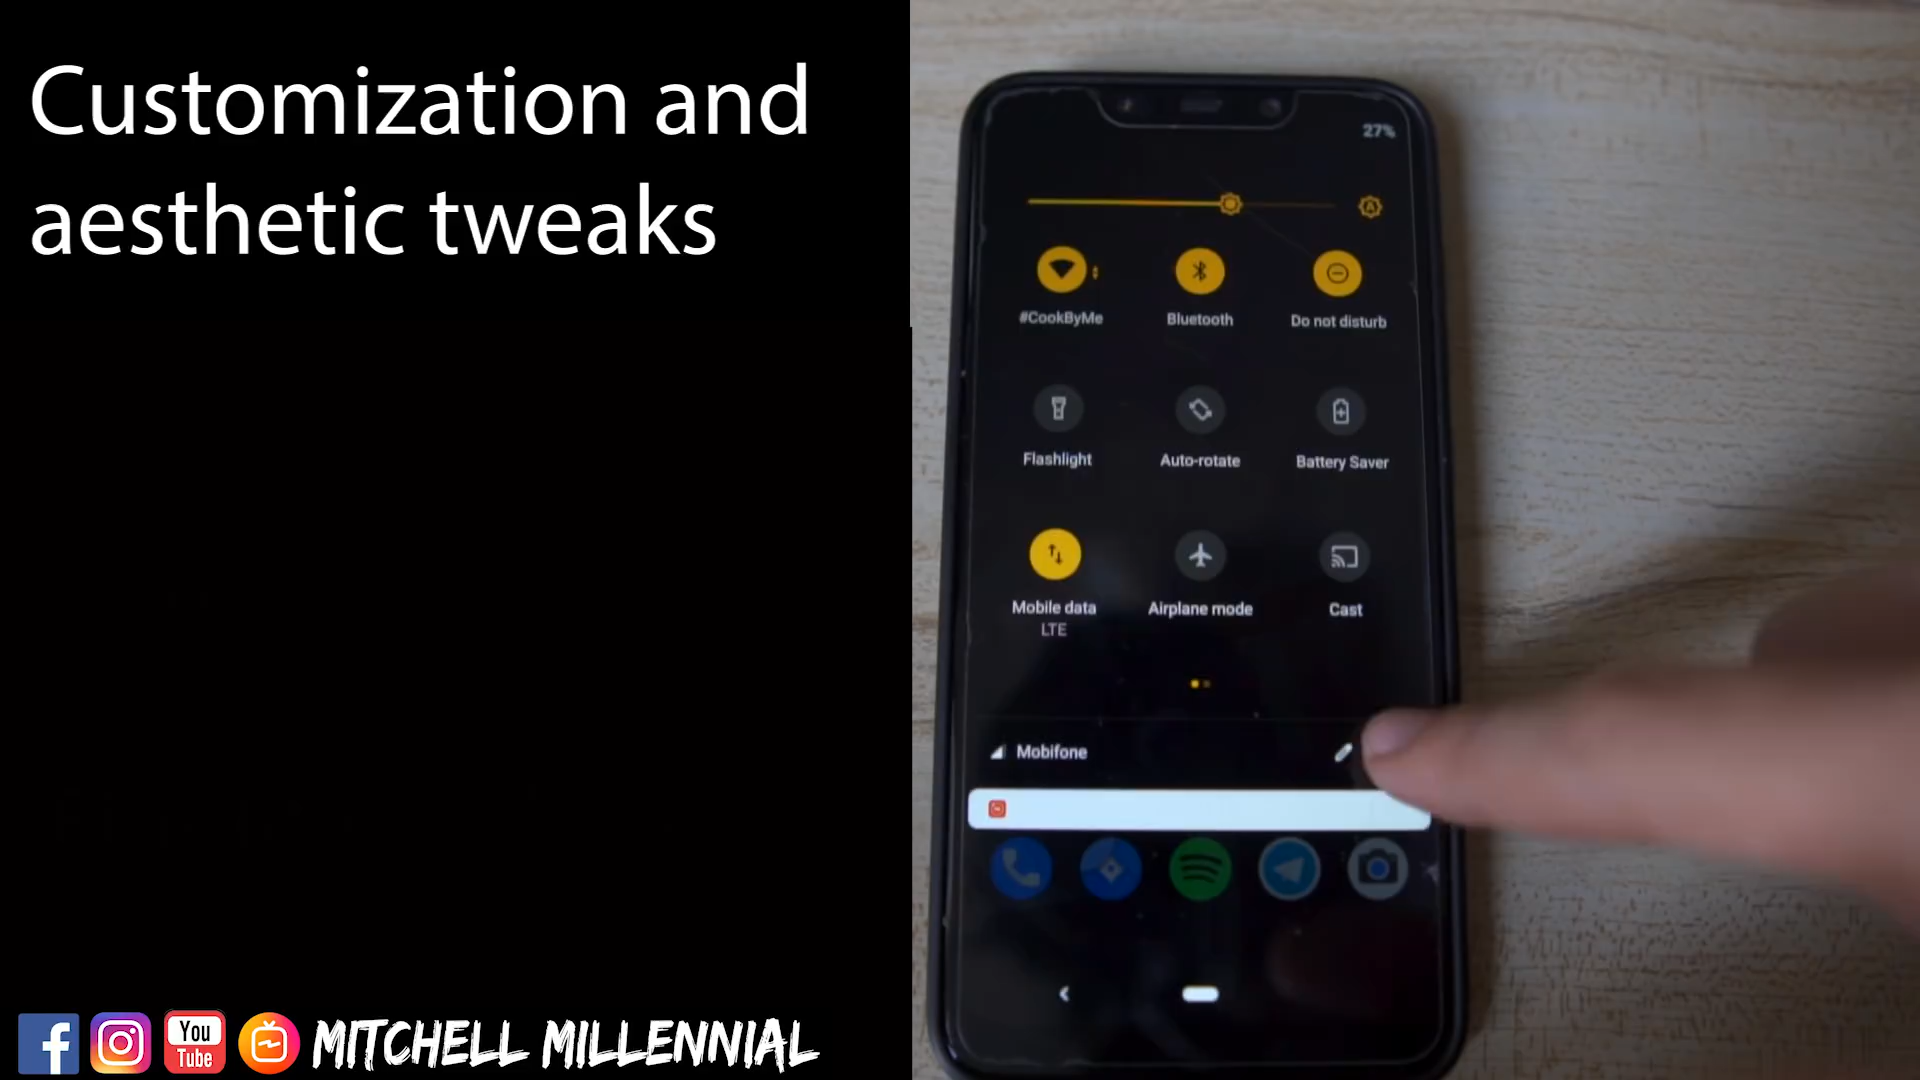 Customization and
aesthetic tweaks
27%
#CookByMe
Bluetooth
Do not disturb
Flashlight
Auto-rotate
Battery Saver
Mobile data
LTE
Airplane mode
Cast
Mobifone
You
Tube
MITCHELL MILLENNIAL